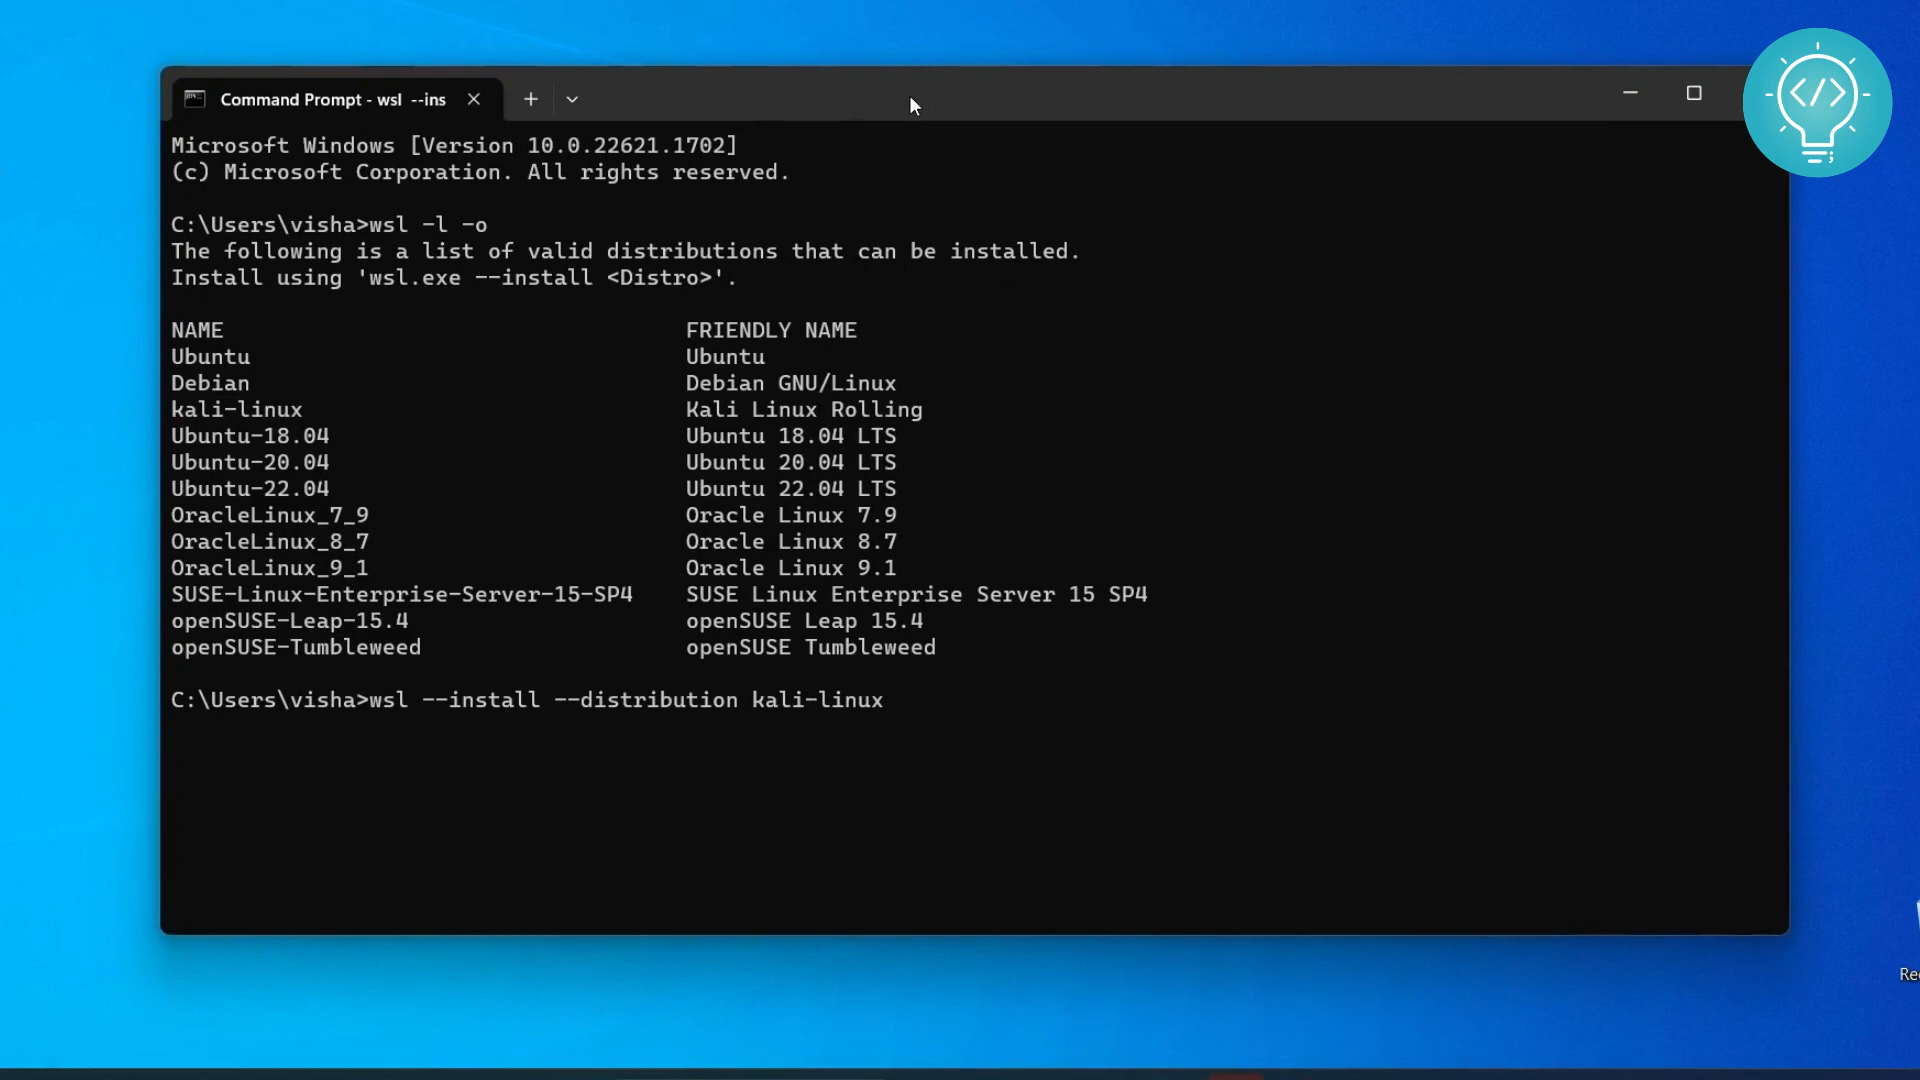 Command Prompt - wsl --ins
Microsoft Windows [Version 10.0.22621.1702]
(c) Microsoft Corporation. All rights reserved.
C:\Users\visha>wsl -l -o
The following is a list of valid distributions that can be installed.
Install using 'wsl.exe --install <Distro>'.
NAME FRIENDLY NAME
Ubuntu Ubuntu
Debian Debian GNU/Linux
kali-linux Kali Linux Rolling
Ubuntu-18.04 Ubuntu 18.04 LTS
Ubuntu-20.04 Ubuntu 20.04 LTS
Ubuntu-22.04 Ubuntu 22.04 LTS
OracleLinux_7_9 Oracle Linux 7.9
OracleLinux_8_7 Oracle Linux 8.7
OracleLinux_9_1 Oracle Linux 9.1
SUSE-Linux-Enterprise-Server-15-SP4 SUSE Linux Enterprise Server 15 SP4
openSUSE-Leap-15.4 openSUSE Leap 15.4
openSUSE-Tumbleweed openSUSE Tumbleweed
C:\Users\visha>wsl --install --distribution kali-linux